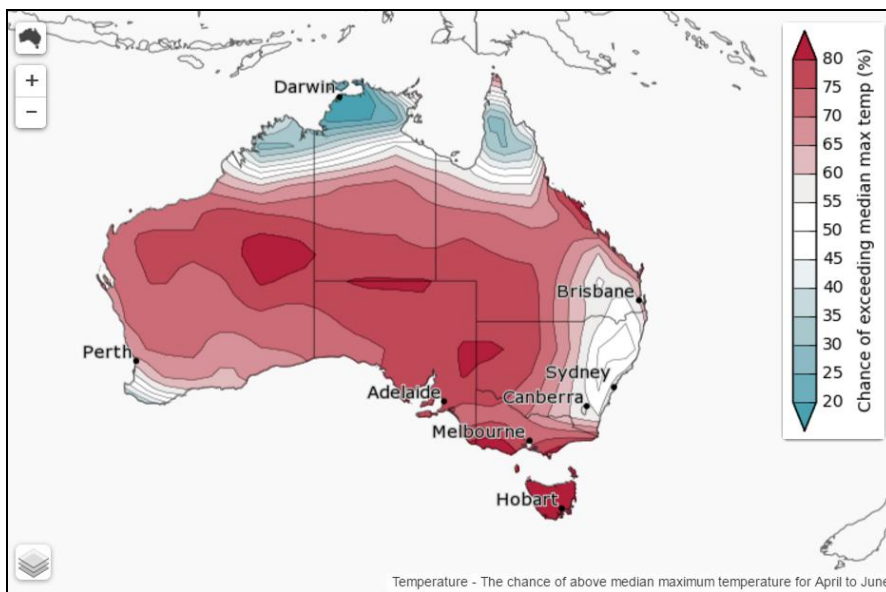 +
−
Darwin
Brisbane
Perth
Sydney
Adelaide
Canberra
Melbourne
Hobart
80
75
70
65
60
55
50
45
40
35
30
25
20
Chance of exceeding median max temp (%)
Temperature - The chance of above median maximum temperature for April to June